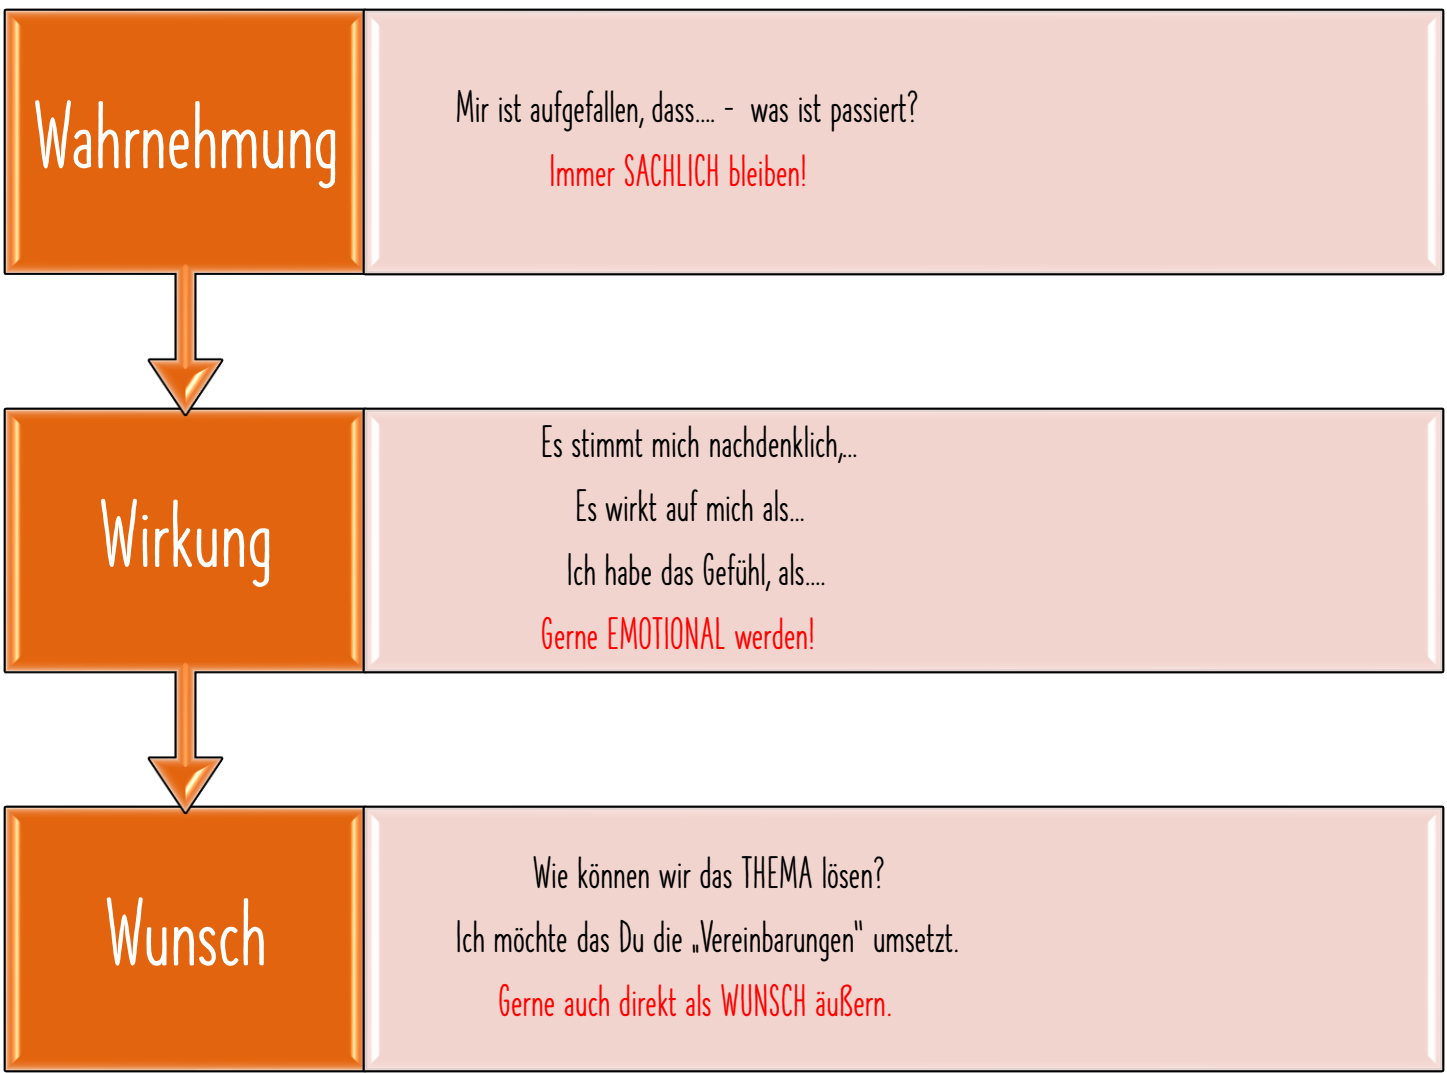 Wahrnehmung
Mir ist aufgefallen, dass.... - was ist passiert?
Immer SACHLICH bleiben!
Wirkung
Es stimmt mich nachdenklich,...
Es wirkt auf mich als...
Ich habe das Gefühl, als....
Gerne EMOTIONAL werden!
Wunsch
Wie können wir das THEMA lösen?
Ich möchte das Du die „Vereinbarungen“ umsetzt.
Gerne auch direkt als WUNSCH äußern.